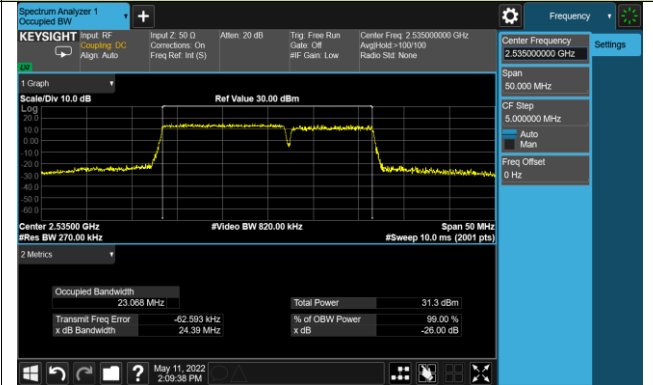 Spectrum Analyzer 1
Occupied BW
Frequency
KEYSIGHT
Input: RF
Coupling: DC
Align: Auto
Input Z: 50 Ω
Corrections: On
Freq Ref: Int (S)
Atten: 20 dB
Trig: Free Run
Gate: Off
#IF Gain: Low
Center Freq: 2.535000000 GHz
Avg|Hold:>100/100
Radio Std: None
Center Frequency
2.535000000 GHz
Settings
Span
50.000 MHz
CF Step
5.000000 MHz
Auto
Man
Freq Offset
0 Hz
1 Graph
Scale/Div 10.0 dB
Ref Value 30.00 dBm
Log
20.0
10.0
0.00
-10.0
-20.0
-30.0
-40.0
-50.0
-60.0
Center 2.53500 GHz
#Video BW 820.00 kHz
Span 50 MHz
#Res BW 270.00 kHz
#Sweep 10.0 ms (2001 pts)
2 Metrics
Occupied Bandwidth
23.068 MHz
Total Power
31.3 dBm
Transmit Freq Error
-62.593 kHz
% of OBW Power
99.00 %
x dB Bandwidth
24.39 MHz
x dB
-26.00 dB
?
May 11, 2022
2:09:38 PM